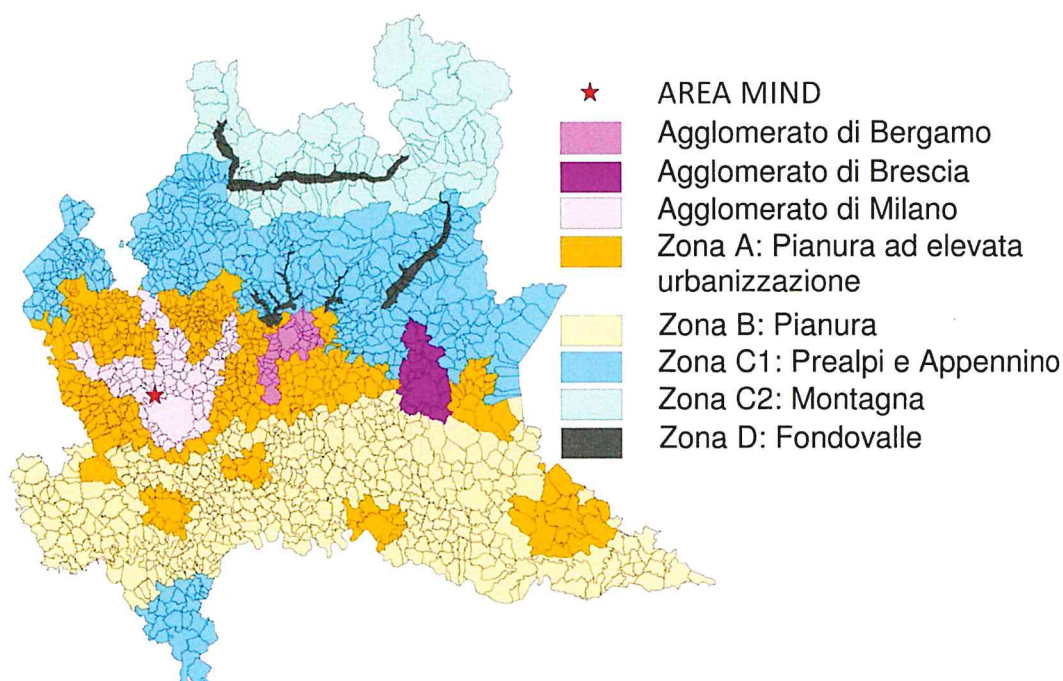 AREA MIND
Agglomerato di Bergamo
Agglomerato di Brescia
Agglomerato di Milano
Zona A: Pianura ad elevata
urbanizzazione
Zona B: Pianura
Zona C1: Prealpi e Appennino
Zona C2: Montagna
Zona D: Fondovalle